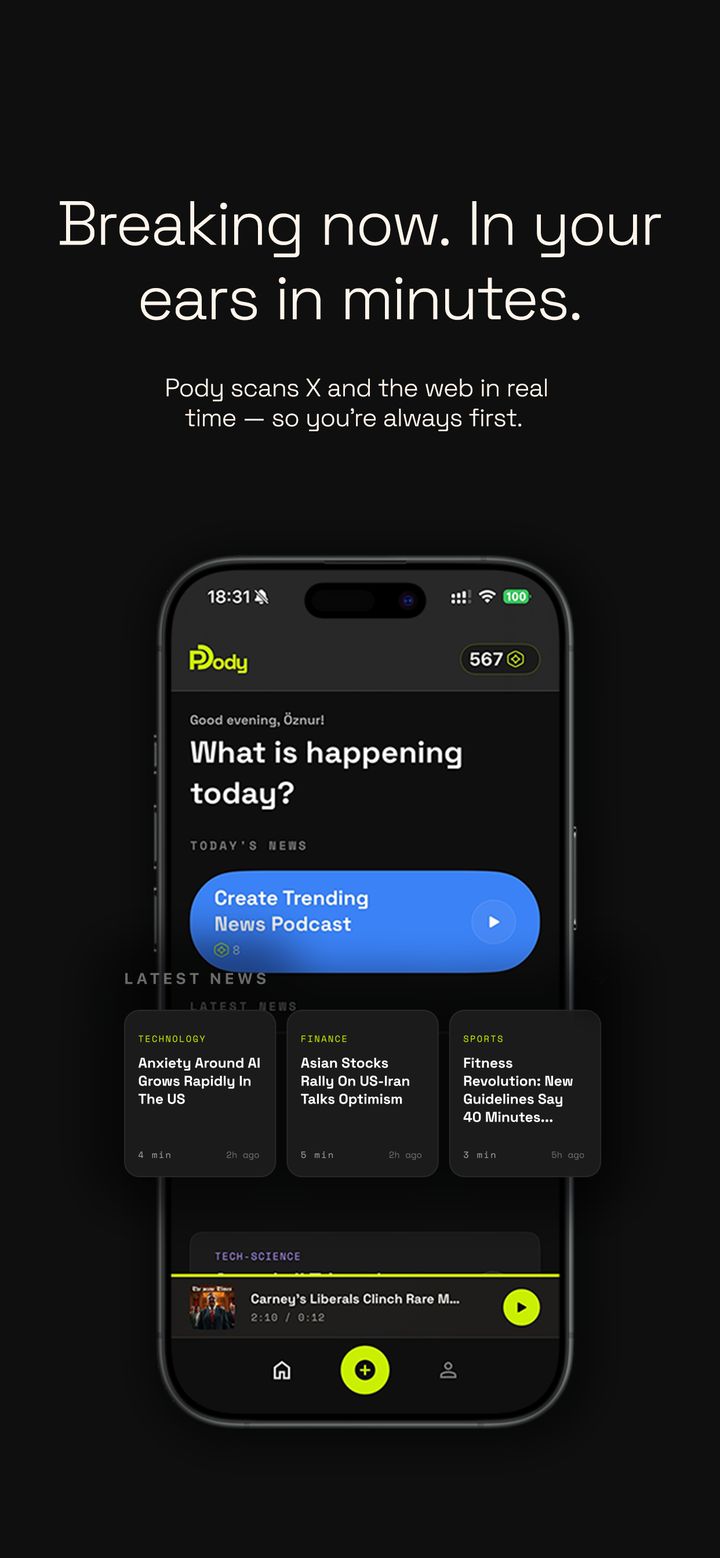 Breaking now. In your
ears in minutes.
Pody scans X and the web in real
time — so you're always first.
18:31
100
Pody
567
Good evening, Öznur!
What is happening
today?
TODAY'S NEWS
Create Trending
News Podcast
8
LATEST NEWS
LATEST NEWS
TECHNOLOGY
Anxiety Around AI
Grows Rapidly In
The US
4 min
2h ago
FINANCE
Asian Stocks
Rally On US-Iran
Talks Optimism
5 min
2h ago
SPORTS
Fitness
Revolution: New
Guidelines Say
40 Minutes...
3 min
5h ago
TECH-SCIENCE
Carney's Liberals Clinch Rare M...
2:10 / 0:12